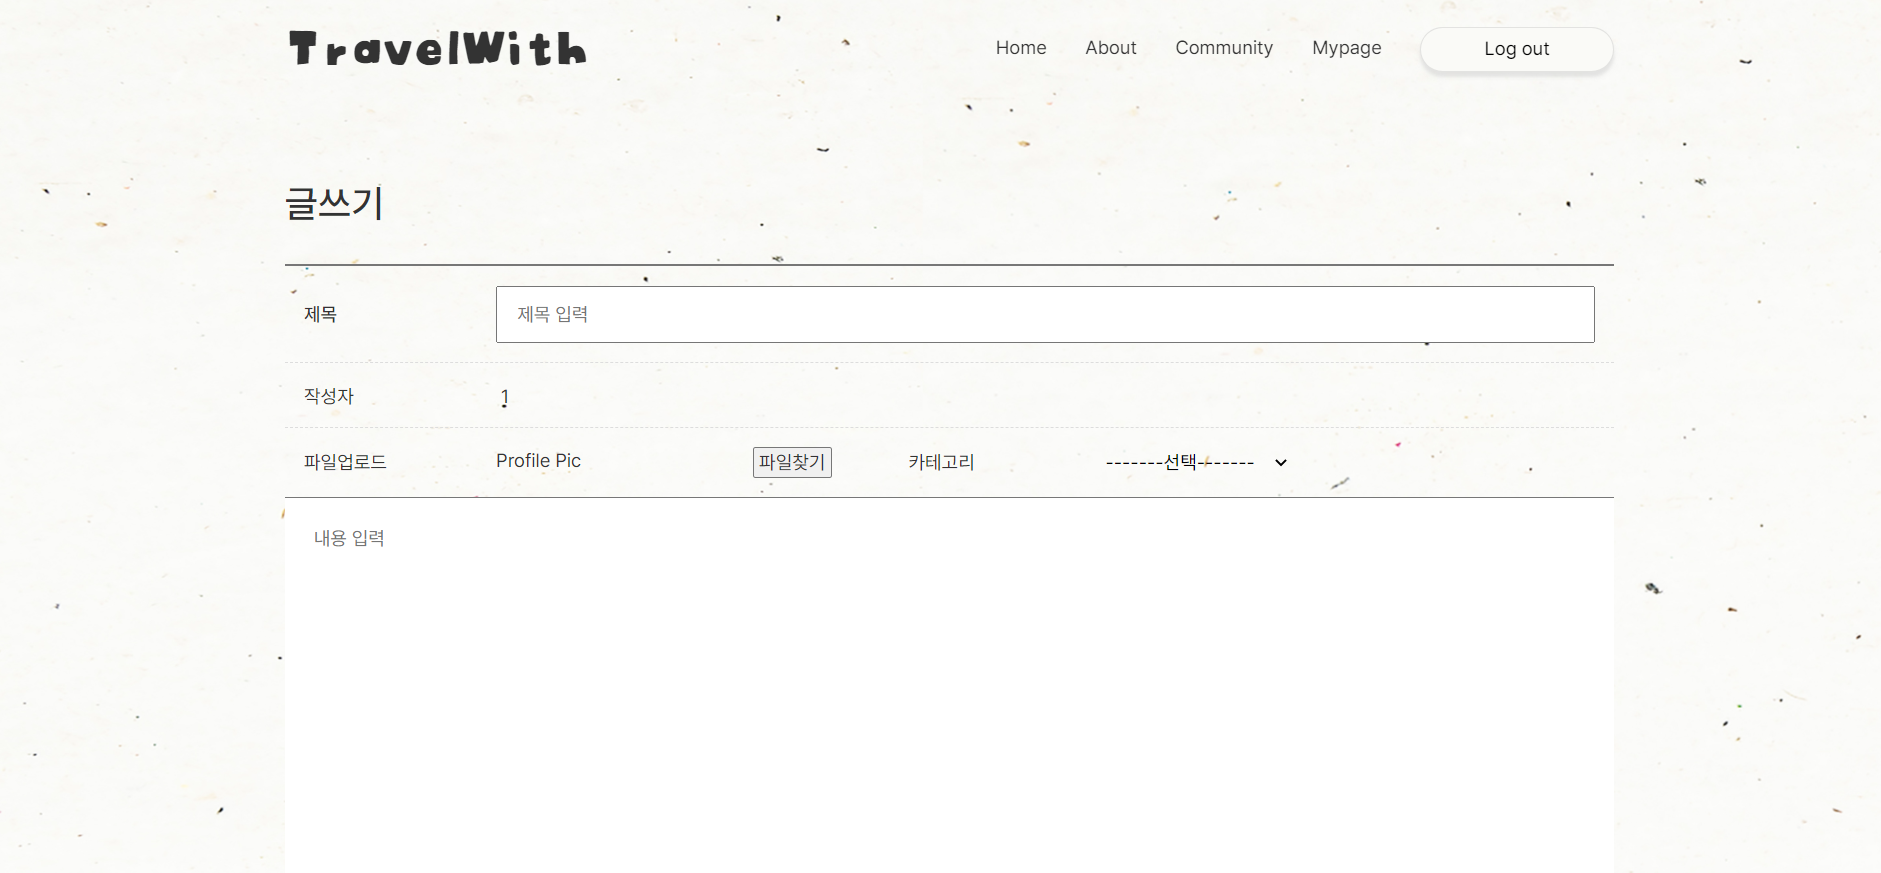 TravelWith
Home About Community Mypage Log out
글쓰기
제목 제목 입력
작성자 1
파일업로드 Profile Pic 파일찾기 카테고리 -------선택-------
내용 입력